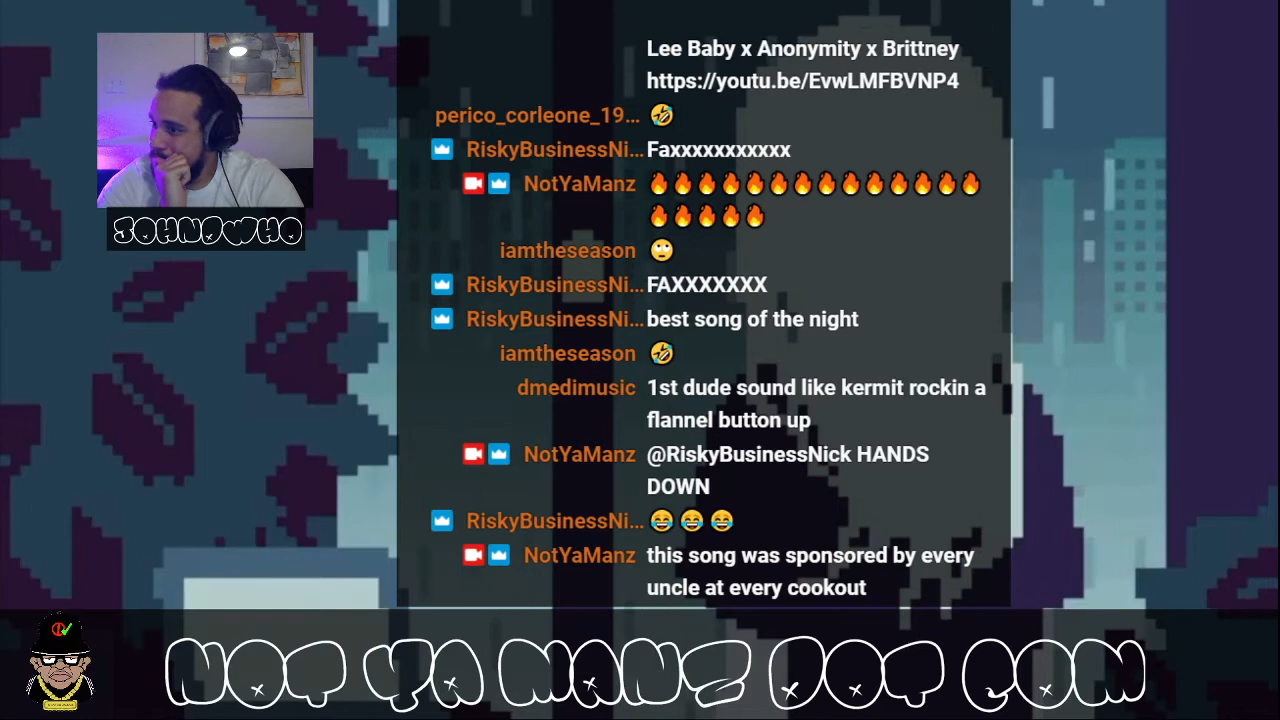 Lee Baby x Anonymity x Brittney
https://youtu.be/EvwLMFBVNP4
perico_corleone_19... 🤣
RiskyBusinessNi... Faxxxxxxxxxxx
NotYaManz 🔥🔥🔥🔥🔥🔥🔥🔥🔥🔥🔥🔥🔥🔥
🔥🔥🔥🔥🔥
iamtheseason 🙄
RiskyBusinessNi... FAXXXXXXX
RiskyBusinessNi... best song of the night
iamtheseason 🤣
dmedimusic 1st dude sound like kermit rockin a
flannel button up
NotYaManz @RiskyBusinessNick HANDS
DOWN
RiskyBusinessNi... 😂 😂 😂
NotYaManz this song was sponsored by every
uncle at every cookout
NOT YA MANZ DOT COM